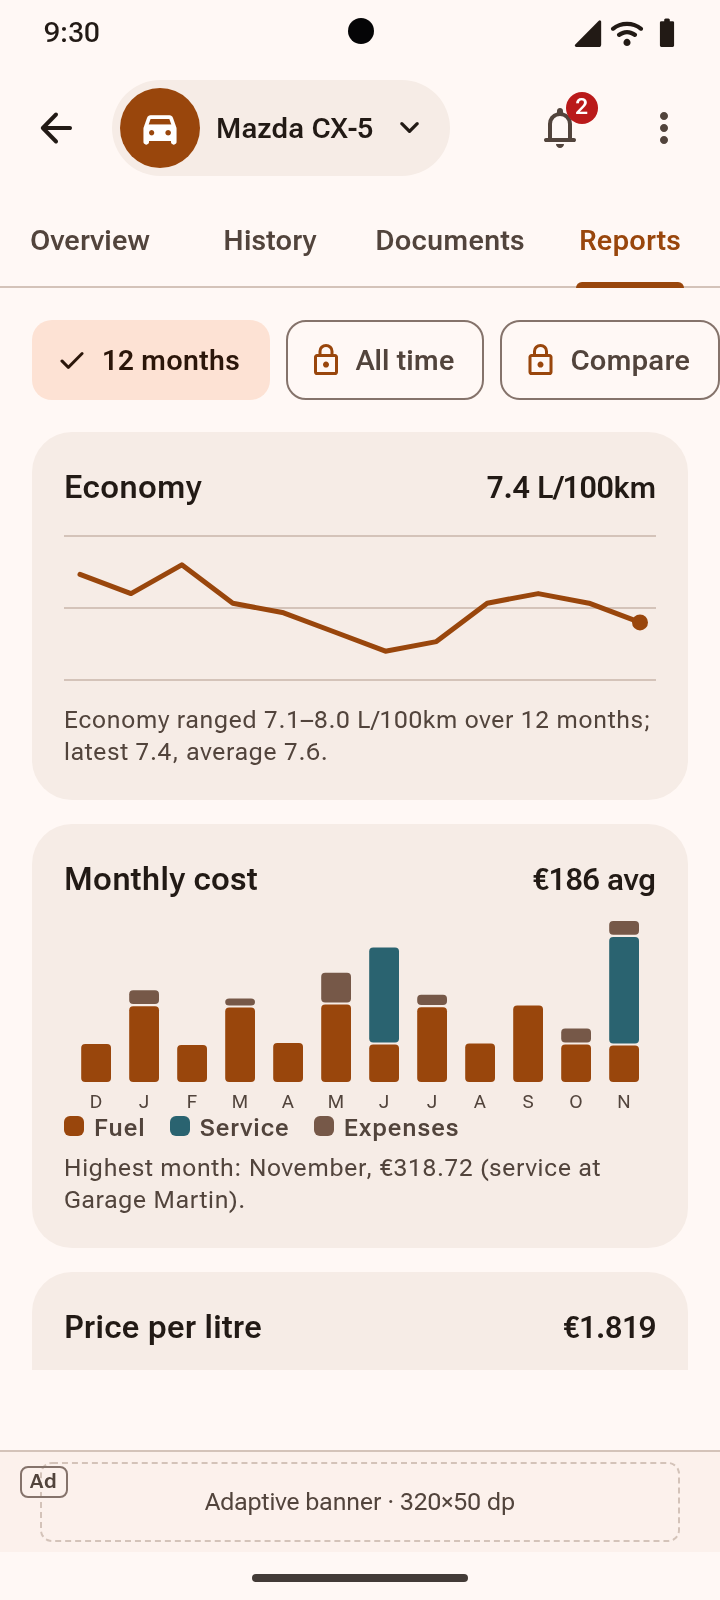 9:30
Mazda CX-5
2
Overview History Documents Reports
12 months All time Compare
Economy 7.4 L/100km
Economy ranged 7.1–8.0 L/100km over 12 months;
latest 7.4, average 7.6.
Monthly cost €186 avg
D J F M A M J J A S O N
Fuel Service Expenses
Highest month: November, €318.72 (service at
Garage Martin).
Price per litre €1.819
Ad
Adaptive banner · 320×50 dp